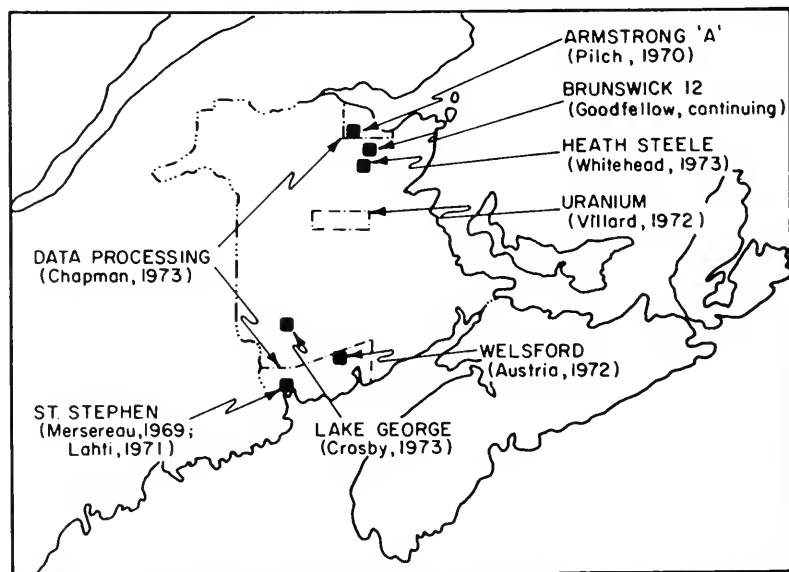 ARMSTRONG 'A'
(Pilch, 1970)
BRUNSWICK 12
(Goodfellow, continuing)
HEATH STEELE
(Whitehead, 1973)
URANIUM
(Villard, 1972)
DATA PROCESSING
(Chapman, 1973)
WELSFORD
(Austria, 1972)
ST. STEPHEN
(Mersereau, 1969;
Lahti, 1971)
LAKE GEORGE
(Crosby, 1973)